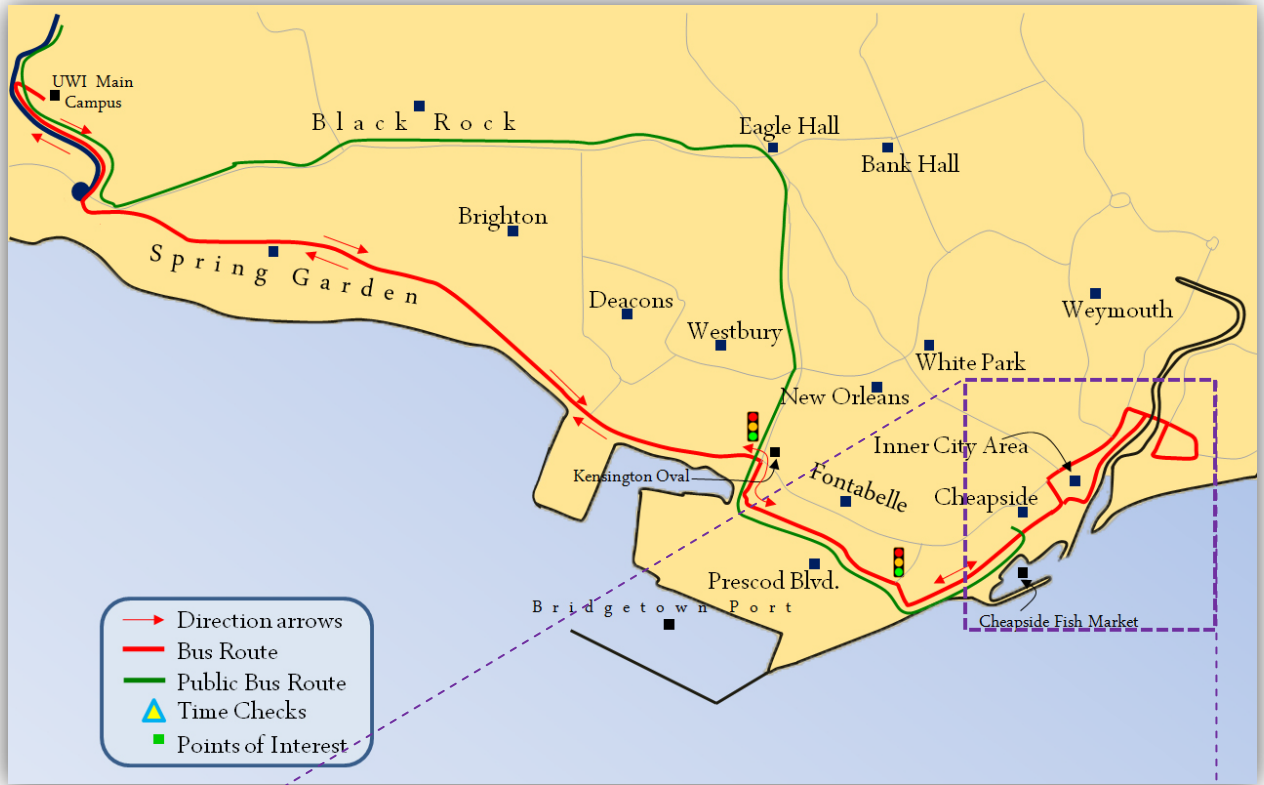 UWI Main
Campus
Black Rock
Eagle Hall
Bank Hall
Brighton
Spring Garden
Deacons
Westbury
Weymouth
White Park
New Orleans
Inner City Area
Kensington Oval
Fontabelle
Cheapside
Prescod Blvd.
Bridgetown Port
Cheapside Fish Market
Direction arrows
Bus Route
Public Bus Route
Time Checks
Points of Interest